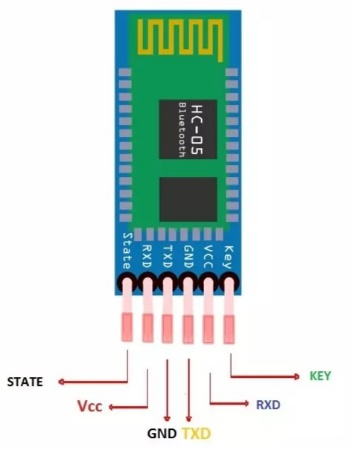 HC-05
Bluetooth
State
RXD
TXD
GND
VCC
Key
STATE
KEY
Vcc
RXD
GND TXD